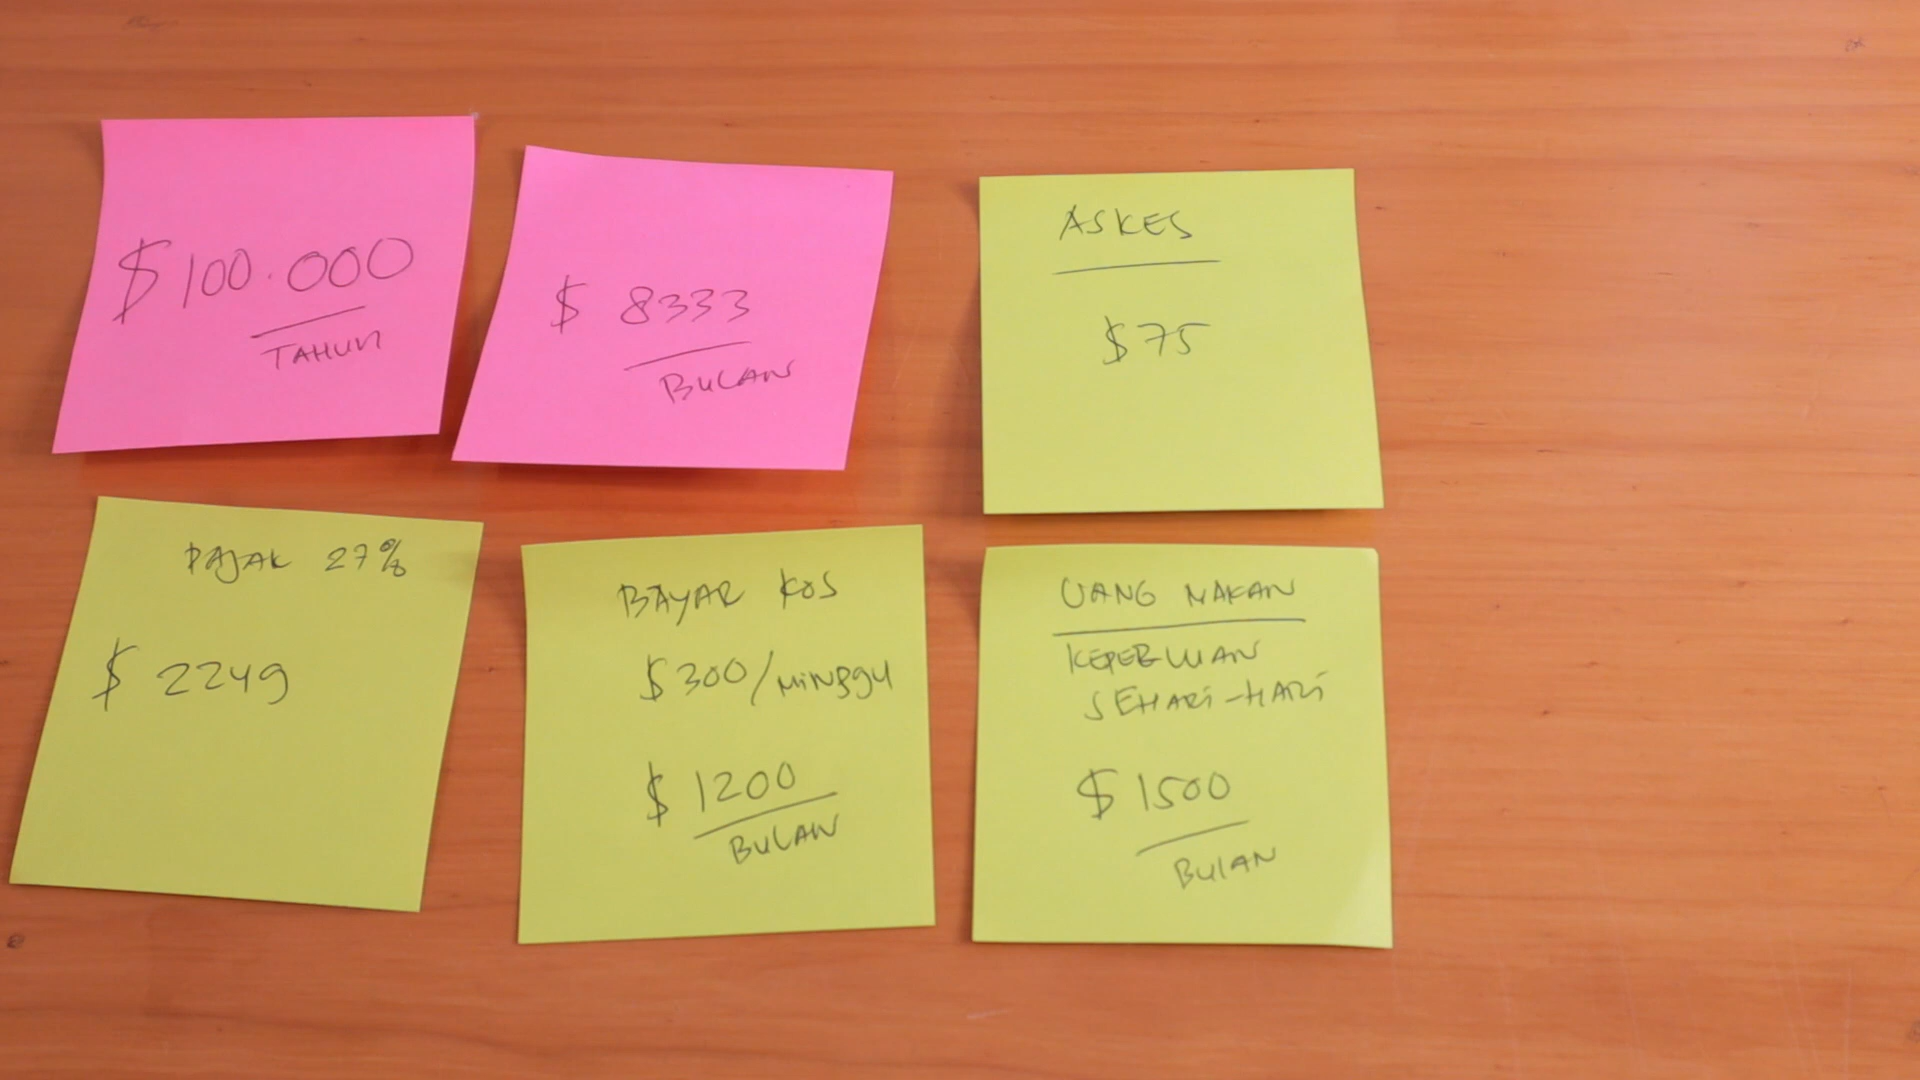 $100.000
TAHUN
$ 8333
BULAN
ASKES
$75
PAJAK 27%
$ 2249
BAYAR KOS
$300/MINGGU
$ 1200
BULAN
UANG MAKAN
KEPERLUAN
SEHARI-HARI
$ 1500
BULAN